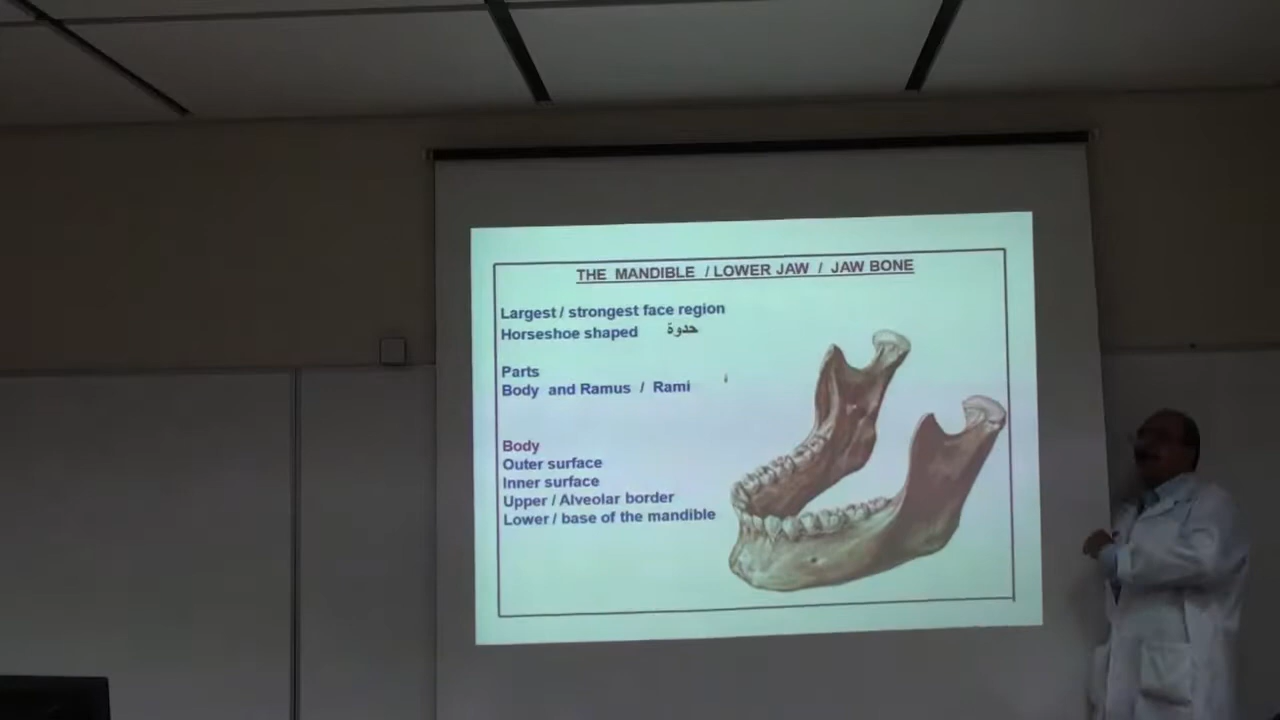 THE MANDIBLE / LOWER JAW / JAW BONE
Largest / strongest face region
Horseshoe shaped حدوة
Parts
Body and Ramus / Rami
Body
Outer surface
Inner surface
Upper / Alveolar border
Lower / base of the mandible